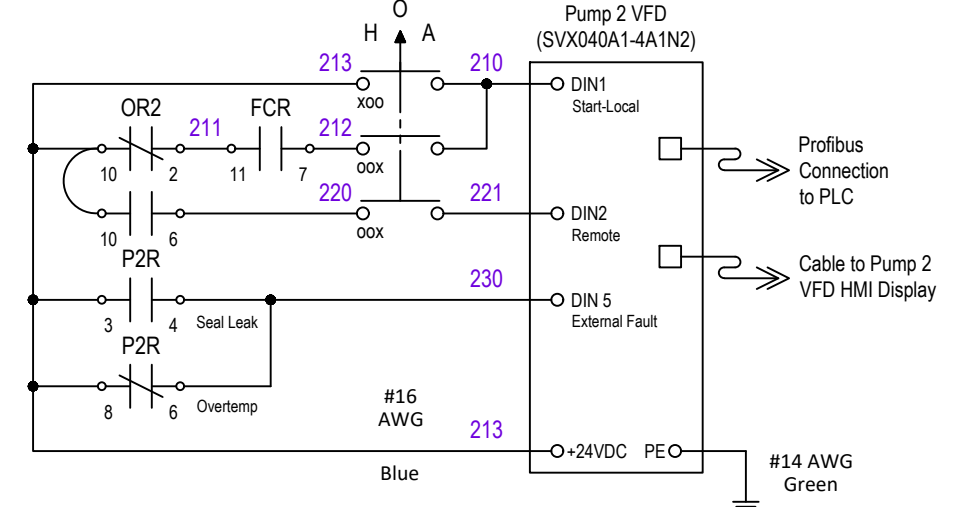 O
H A
Pump 2 VFD
(SVX040A1-4A1N2)
213
210
xoo
DIN1
Start-Local
OR2
211
FCR
212
10
2
11
7
oox
Profibus
Connection
to PLC
220
221
10
6
oox
DIN2
Remote
P2R
230
Cable to Pump 2
VFD HMI Display
3
4
Seal Leak
DIN 5
External Fault
P2R
8
6
Overtemp
#16
AWG
213
Blue
+24VDC
PE
#14 AWG
Green